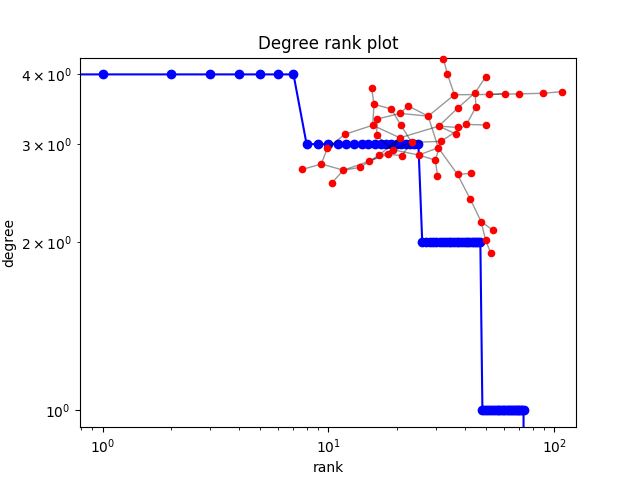 Degree rank plot
degree
4 × 10⁰
3 × 10⁰
2 × 10⁰
10⁰
10⁰
10¹
10²
rank